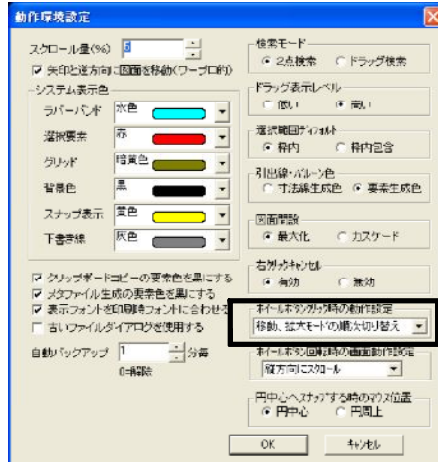 動作環境設定
スクロール量(%) 5
矢印と逆方向に図面を移動(ワープロ的)
システム表示色
ラバーバンド 水色
選択要素 赤
グリッド 暗黄色
背景色 黒
スナップ表示 黄色
下書き線 灰色
クリップボードコピーの要素色を黒にする
メタファイル生成の要素色を黒にする
表示フォントを印刷時フォントに合わせる
古いファイルダイアログを使用する
自動バックアップ 1 分毎
0=解除
検索モード
2点検索 ドラッグ検索
ドラッグ表示レベル
低い 高い
選択範囲ディフォルト
枠内 枠内包含
引出線・バルーン色
寸法線生成色 要素生成色
図面開設
最大化 カスケード
右クリックキャンセル
有効 無効
ホイールボタンクリック時の動作設定
移動、拡大モードの順次切り替え
ホイールボタン回転時の画面動作設定
縦方向にスクロール
円中心へスナップする時のマウス位置
円中心 円周上
OK キャンセル